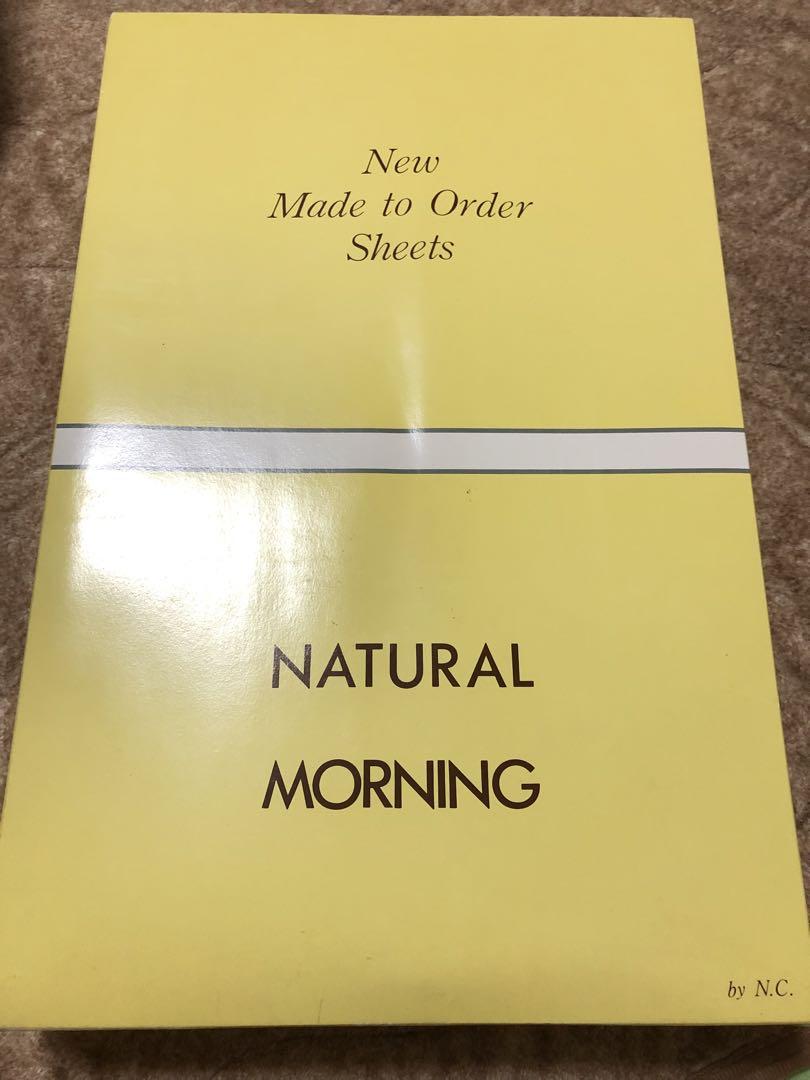 New
Made to Order
Sheets
NATURAL
MORNING
by N.C.